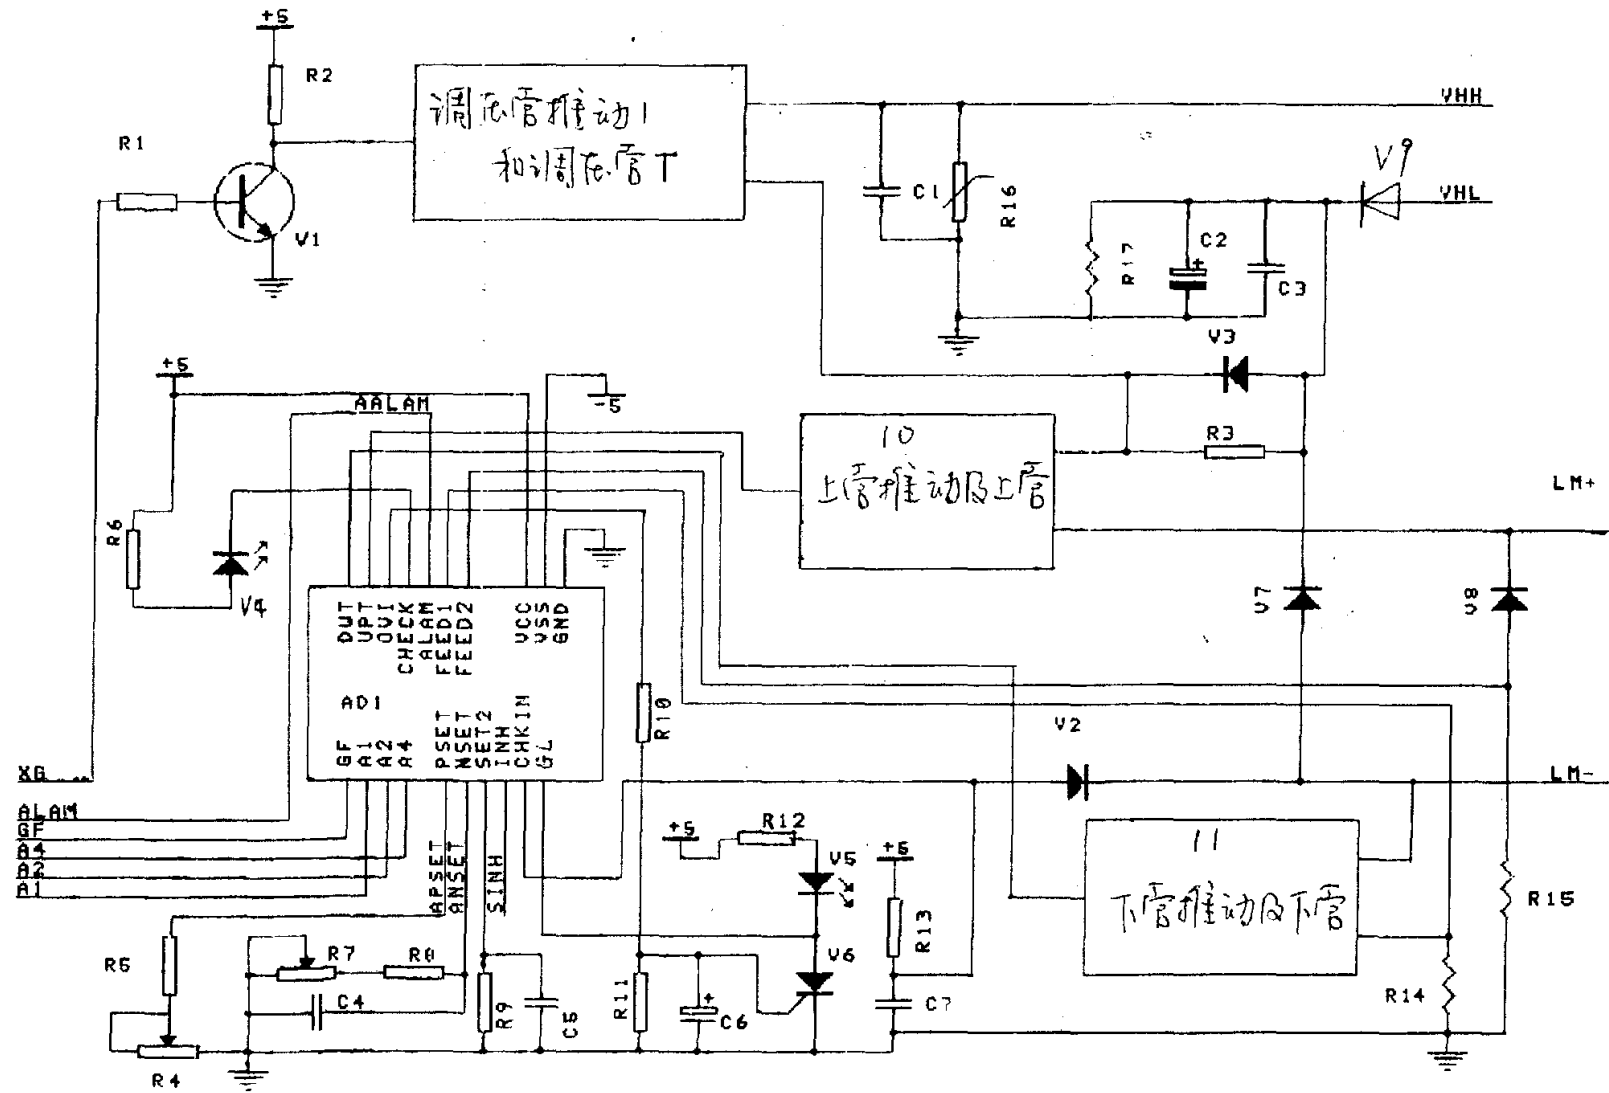 +5
R2
R1
V1
调压管推动1
和调压管T
VHH
C1
R16
V9
VHL
R17
C2
+
C3
V3
+5
AALAM
-5
R3
10
上管推动及上管
LM+
R6
V4
V7
V8
DUT
UPT
OVI
CHECK
ALAM
FEED1
FEED2
VCC
VSS
GND
AD1
GF
A1
A2
A4
PSET
NSET
SET2
INH
CHKIN
GL
R10
V2
LM-
XG
ALAM
GF
A4
A2
A1
APSET
ANSET
SINH
+5
R12
V5
+5
R13
11
下管推动及下管
R15
R5
R7
R8
C4
R9
C5
R11
+
C6
V6
C7
R14
R4